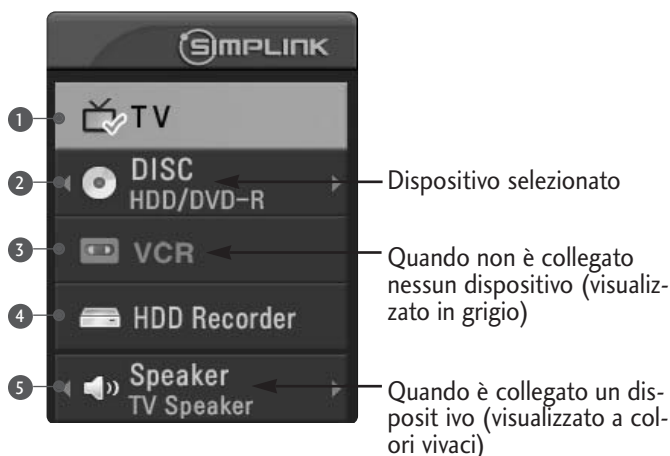 SIMPLINK
1 TV
2 DISC
HDD/DVD-R
Dispositivo selezionato
3 VCR
Quando non è collegato
nessun dispositivo (visualiz-
zato in grigio)
4 HDD Recorder
5 Speaker
TV Speaker
Quando è collegato un dis-
posit ivo (visualizzato a col-
ori vivaci)